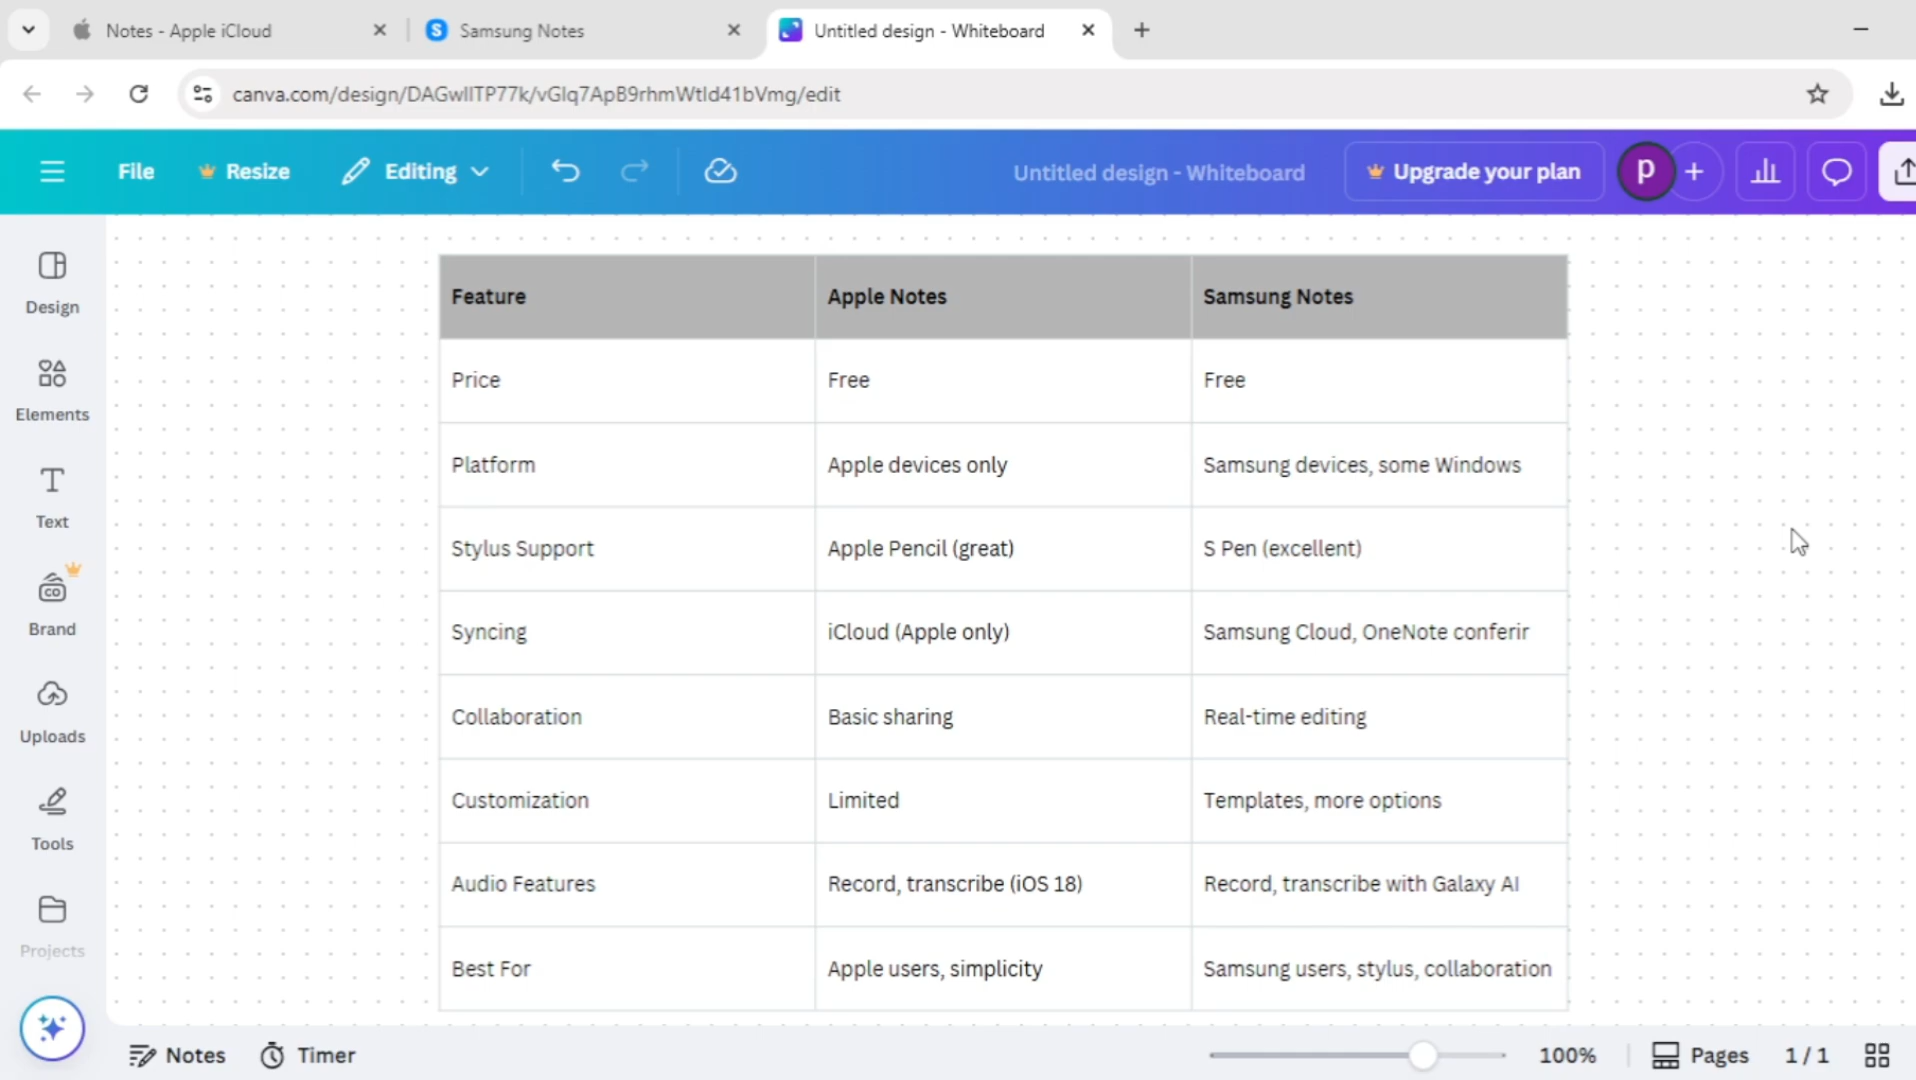 Notes - Apple iCloud
Samsung Notes
Untitled design - Whiteboard
canva.com/design/DAGwIITP77k/vGlq7ApB9rhmWtld41bVmg/edit
File
Resize
Editing
Untitled design - Whiteboard
Upgrade your plan
p
Design
Elements
Text
Brand
Uploads
Tools
Projects
Feature Apple Notes Samsung Notes
Price Free Free
Platform Apple devices only Samsung devices, some Windows
Stylus Support Apple Pencil (great) S Pen (excellent)
Syncing iCloud (Apple only) Samsung Cloud, OneNote conferir
Collaboration Basic sharing Real-time editing
Customization Limited Templates, more options
Audio Features Record, transcribe (iOS 18) Record, transcribe with Galaxy AI
Best For Apple users, simplicity Samsung users, stylus, collaboration
Notes
Timer
100%
Pages
1 / 1